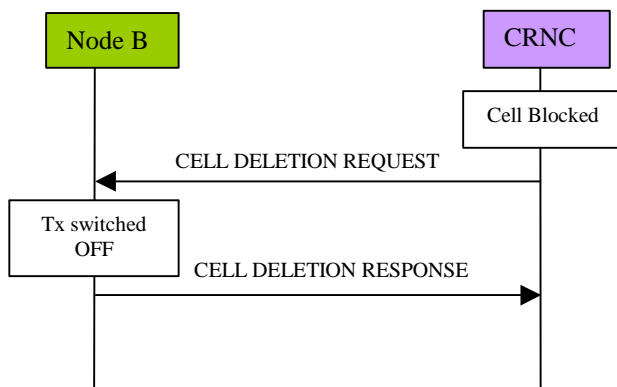 Node B
CRNC
Cell Blocked
CELL DELETION REQUEST
Tx switched
OFF
CELL DELETION RESPONSE